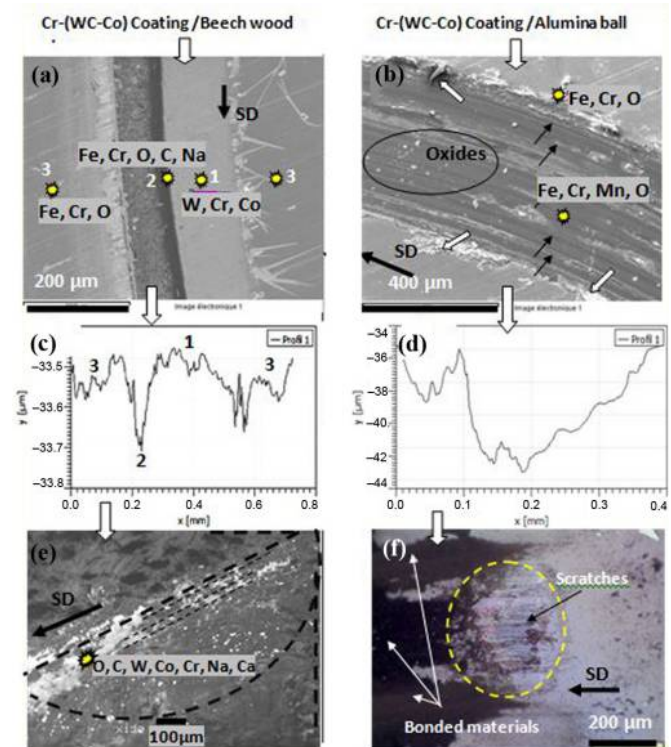 Cr-(WC-Co) Coating /Beech wood
Cr-(WC-Co) Coating /Alumina ball
(a)
SD
Fe, Cr, O, C, Na
3
2
1
3
Fe, Cr, O
W, Cr, Co
200 µm
Image électronique 1
(b)
Fe, Cr, O
Oxides
Fe, Cr, Mn, O
SD
400 µm
Image électronique 1
(c)
Profil 1
3
1
3
2
-33.5
-33.6
-33.7
-33.8
y [µm]
0.0 0.2 0.4 0.6 0.8
x [mm]
(d)
Profil 1
-34
-36
-38
-40
-42
-44
y [µm]
0.0 0.1 0.2 0.3 0.4
x [mm]
(e)
SD
O, C, W, Co, Cr, Na, Ca
100µm
(f)
Scratches
SD
Bonded materials
200 µm